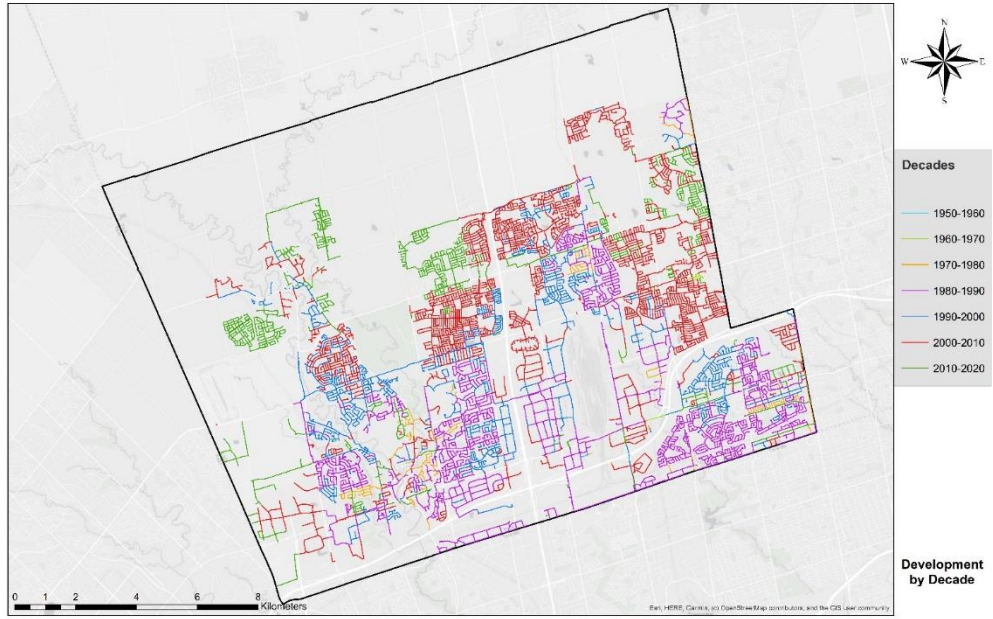 N
W
E
S
Decades
1950-1960
1960-1970
1970-1980
1980-1990
1990-2000
2000-2010
2010-2020
Development
by Decade
0 1 2 4 6 8
Kilometers
Esri, HERE, Garmin, (c) OpenStreetMap contributors, and the GIS user community